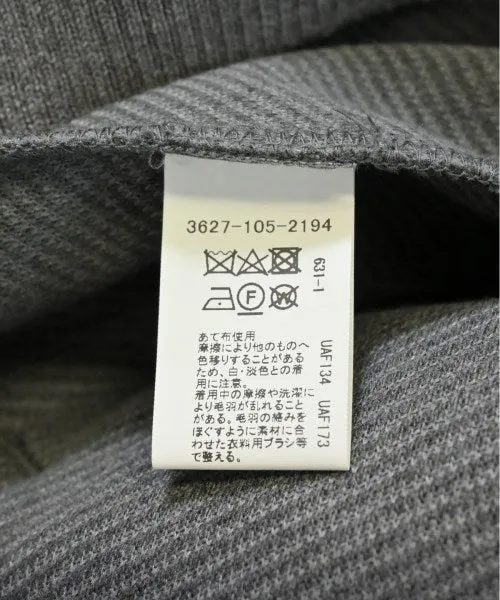 3627-105-2194
631-1
F
W
あて布使用
摩擦により他のものへ
色移りすることがある
ため、白・淡色との着
用に注意。
着用中の摩擦や洗濯に
より毛羽が乱れること
がある。毛羽の絡みを
ほぐすように素材に合
わせた衣料用ブラシ等
で整える。
UAF134 UAF173